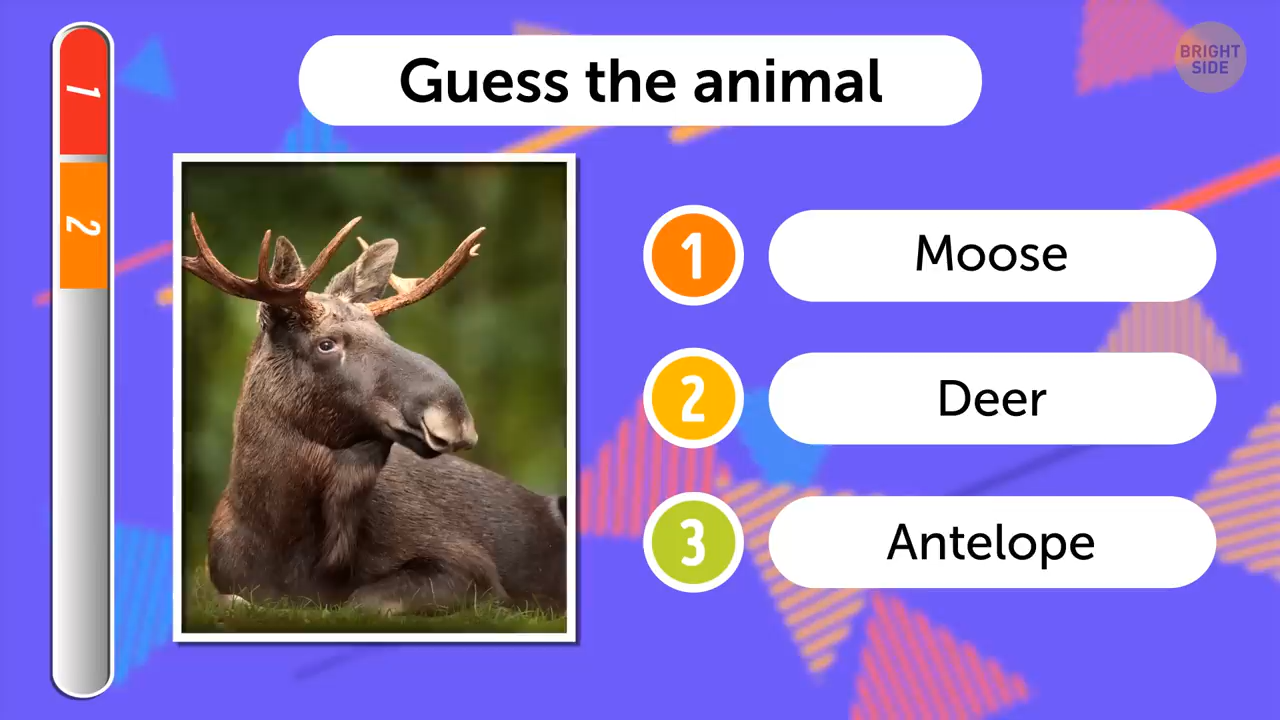 Guess the animal
BRIGHT
SIDE
1
2
1
Moose
2
Deer
3
Antelope